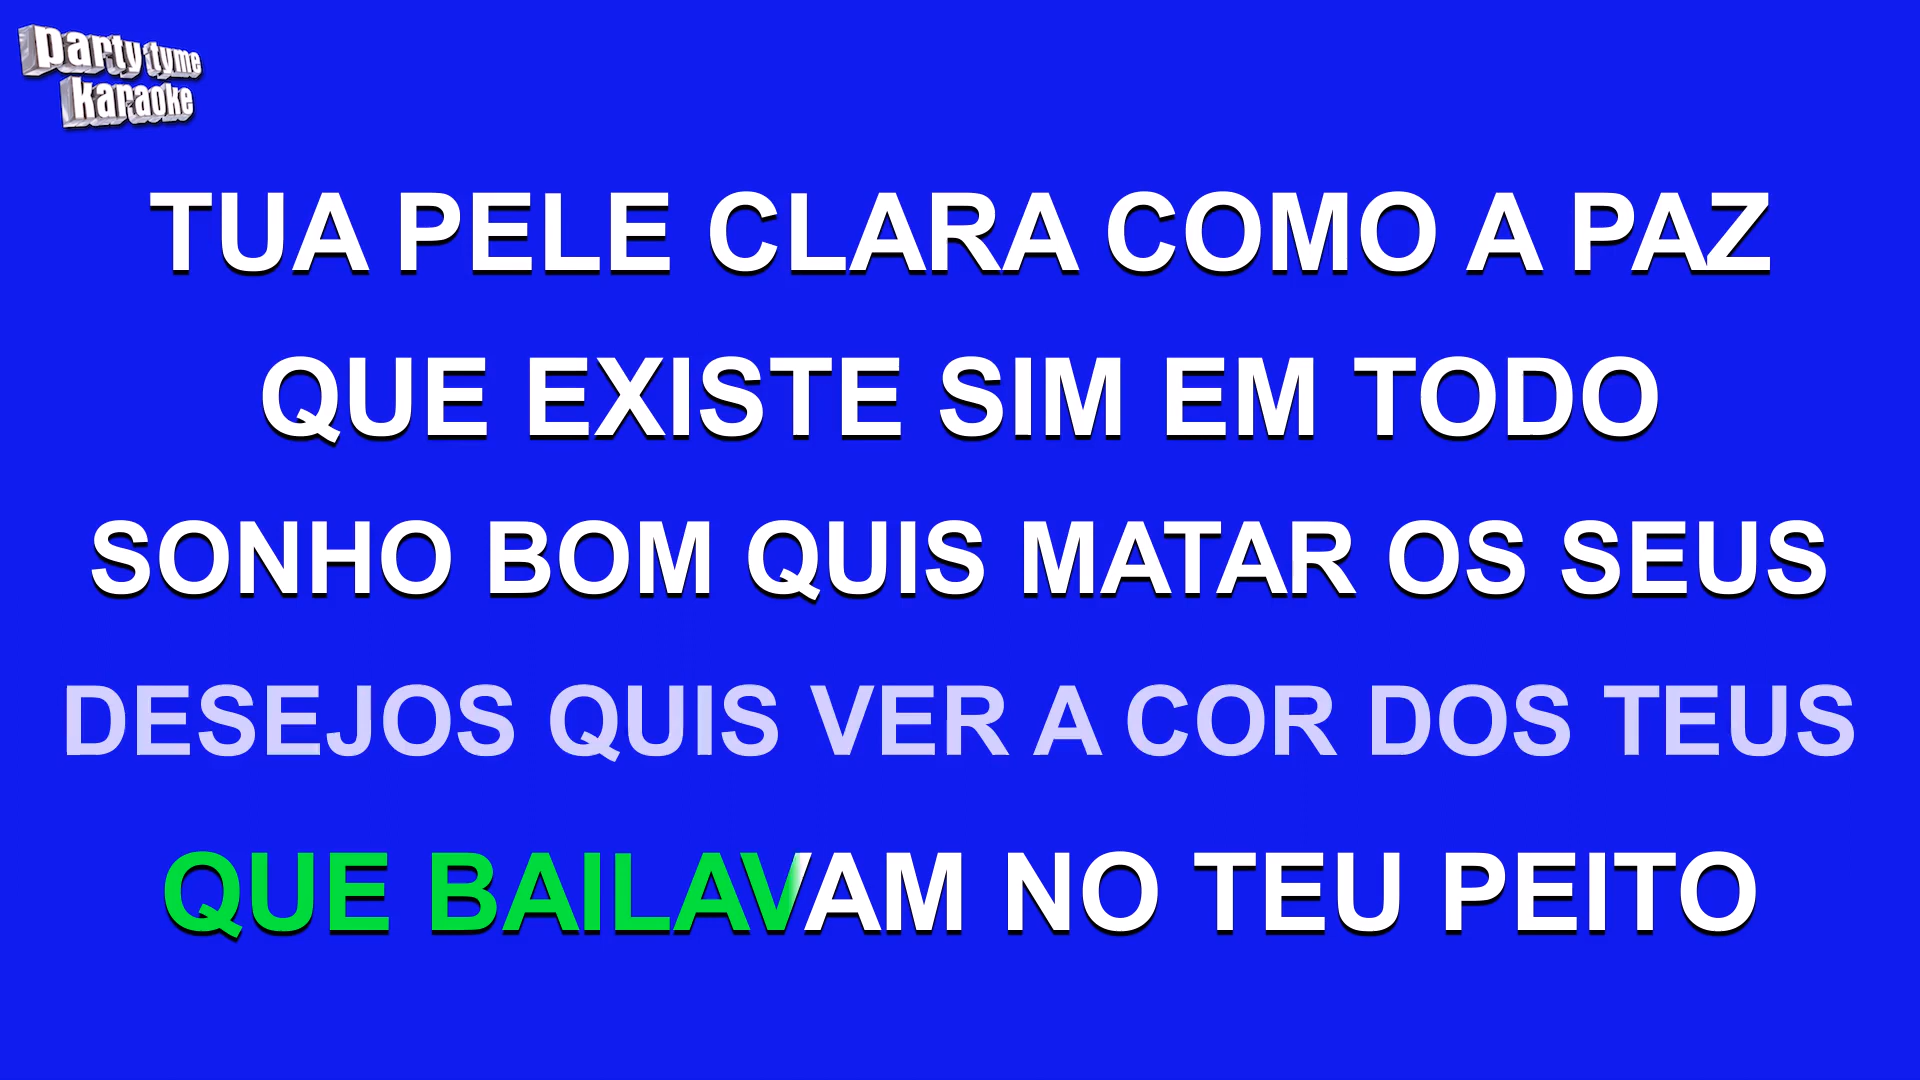 party tyme
karaoke
TUA PELE CLARA COMO A PAZ
QUE EXISTE SIM EM TODO
SONHO BOM QUIS MATAR OS SEUS
DESEJOS QUIS VER A COR DOS TEUS
QUE BAILAVAM NO TEU PEITO